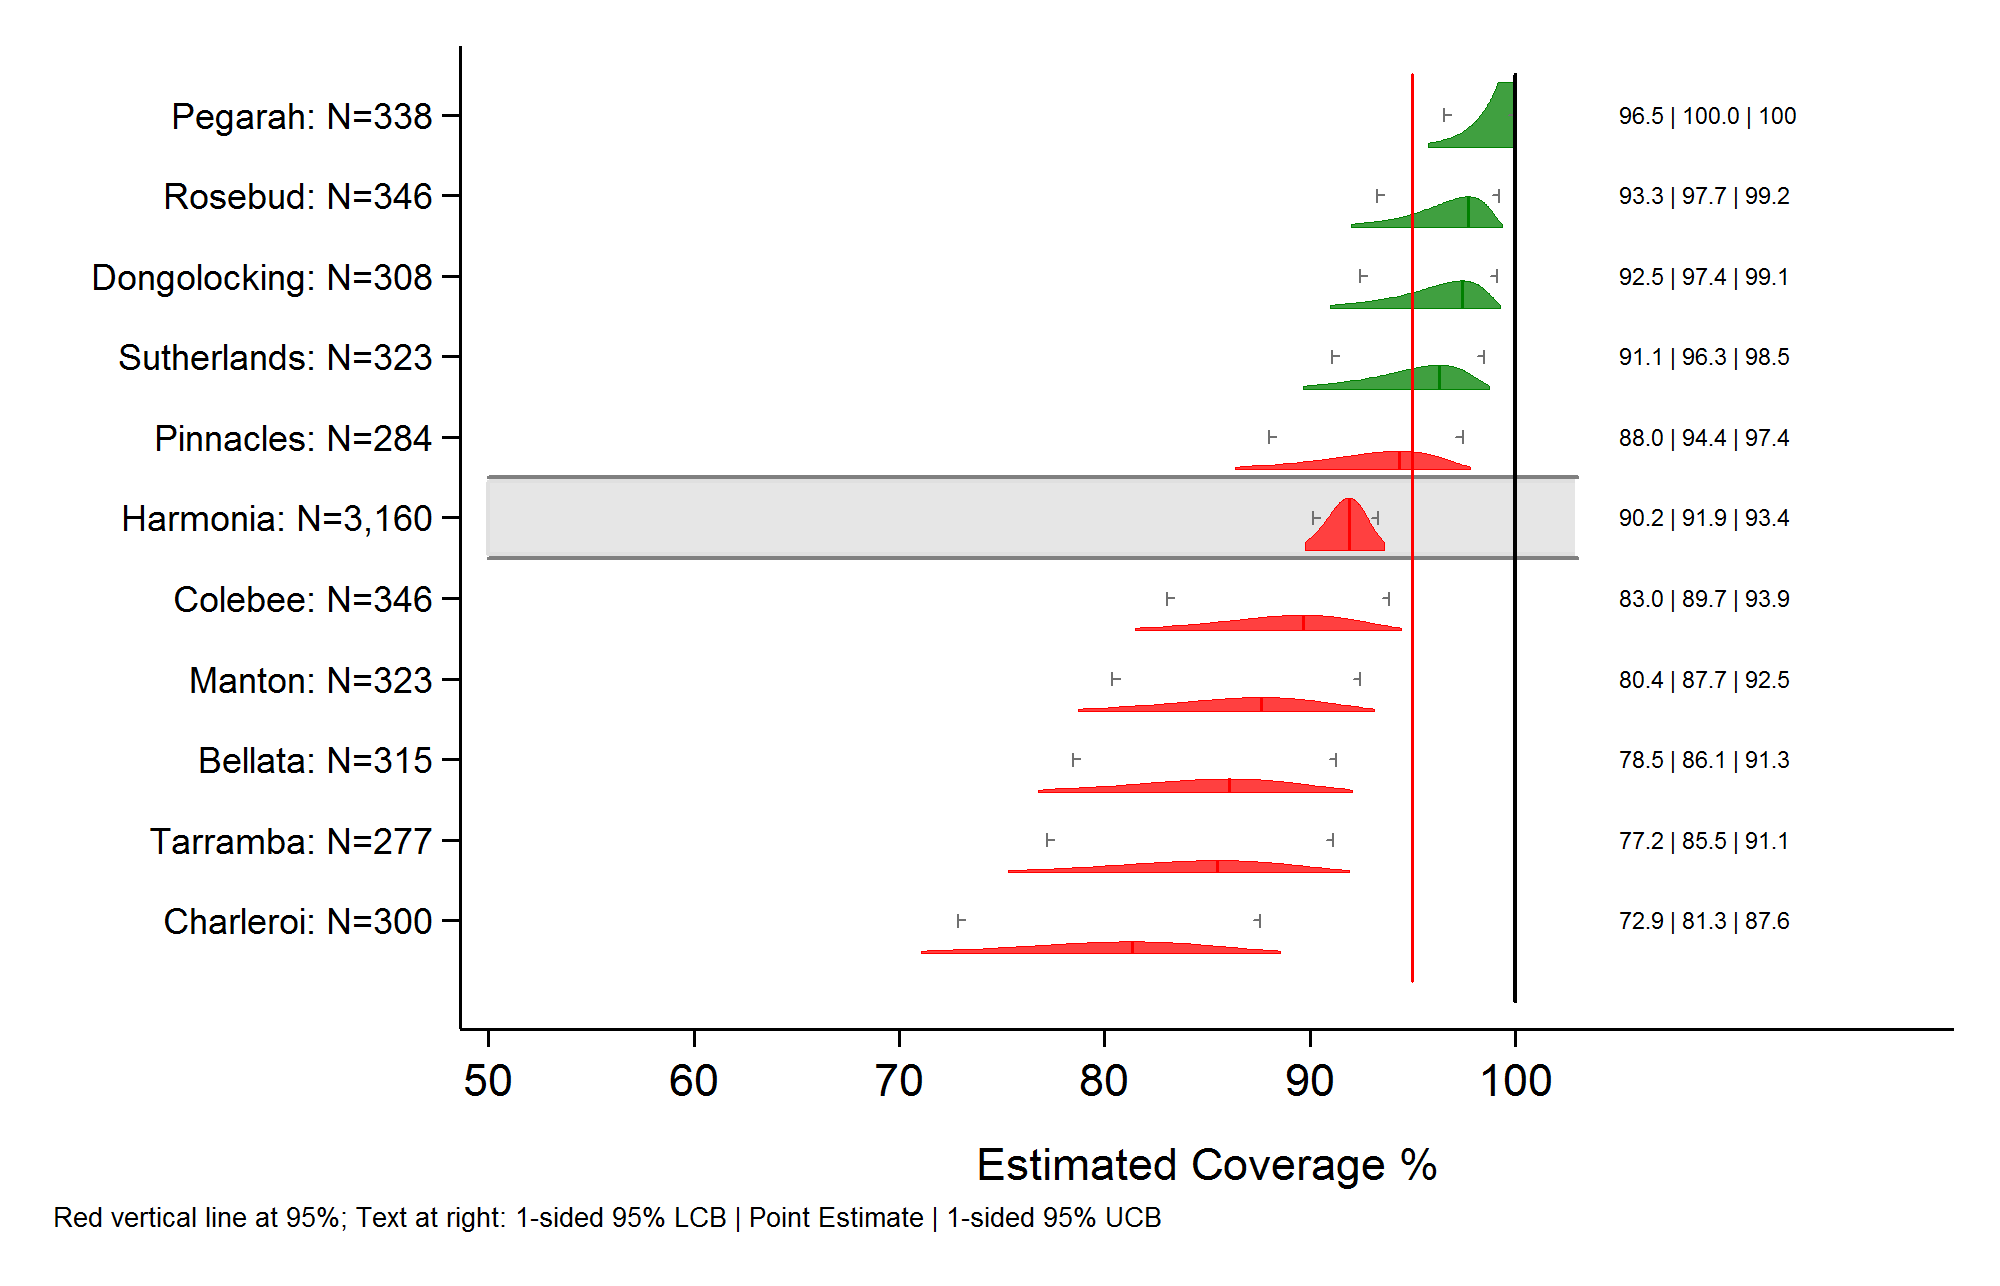 Pegarah: N=338 96.5 | 100.0 | 100
Rosebud: N=346 93.3 | 97.7 | 99.2
Dongolocking: N=308 92.5 | 97.4 | 99.1
Sutherlands: N=323 91.1 | 96.3 | 98.5
Pinnacles: N=284 88.0 | 94.4 | 97.4
Harmonia: N=3,160 90.2 | 91.9 | 93.4
Colebee: N=346 83.0 | 89.7 | 93.9
Manton: N=323 80.4 | 87.7 | 92.5
Bellata: N=315 78.5 | 86.1 | 91.3
Tarramba: N=277 77.2 | 85.5 | 91.1
Charleroi: N=300 72.9 | 81.3 | 87.6
50 60 70 80 90 100
Estimated Coverage %
Red vertical line at 95%; Text at right: 1-sided 95% LCB | Point Estimate | 1-sided 95% UCB